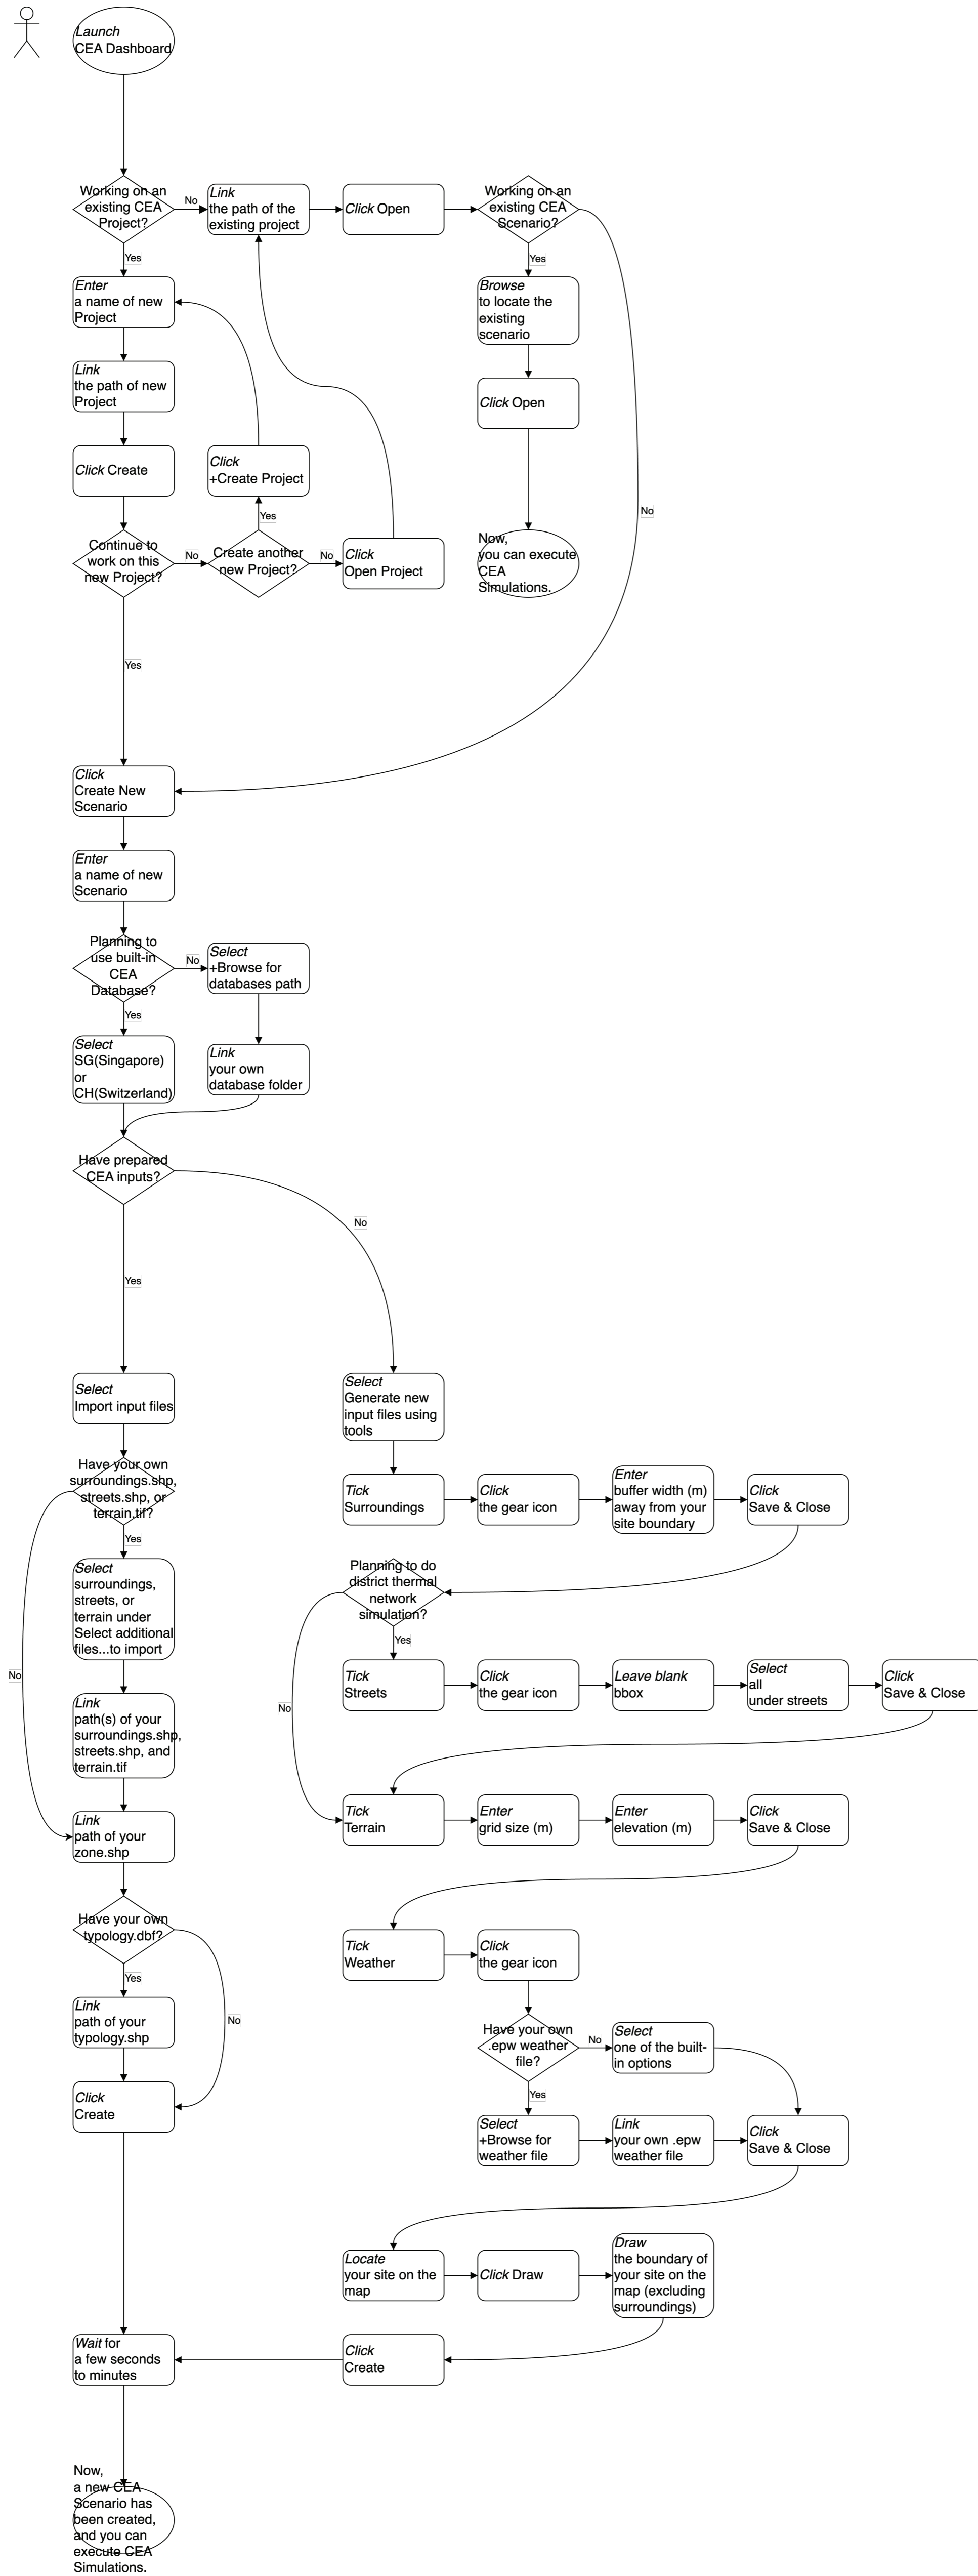 Launch
CEA Dashboard
Working on an
existing CEA
Project?
No
Link
the path of the
existing project
Click Open
Working on an
existing CEA
Scenario?
Yes
Yes
Enter
a name of new
Project
Browse
to locate the
existing
scenario
Link
the path of new
Project
Click Open
Click Create
Click
+Create Project
No
Yes
Continue to
work on this
new Project?
No
Create another
new Project?
No
Click
Open Project
Now,
you can execute
CEA
Simulations.
Yes
Click
Create New
Scenario
Enter
a name of new
Scenario
Planning to
use built-in
CEA
Database?
No
Select
+Browse for
databases path
Yes
Select
SG(Singapore)
or
CH(Switzerland)
Link
your own
database folder
Have prepared
CEA inputs?
No
Yes
Select
Import input files
Select
Generate new
input files using
tools
Have your own
surroundings.shp,
streets.shp, or
terrain.tif?
Tick
Surroundings
Click
the gear icon
Enter
buffer width (m)
away from your
site boundary
Click
Save & Close
Yes
Select
surroundings,
streets, or
terrain under
Select additional
files...to import
Planning to do
district thermal
network
simulation?
Yes
No
Tick
Streets
Click
the gear icon
Leave blank
bbox
Select
all
under streets
Click
Save & Close
No
Link
path(s) of your
surroundings.shp,
streets.shp, and
terrain.tif
Link
path of your
zone.shp
Tick
Terrain
Enter
grid size (m)
Enter
elevation (m)
Click
Save & Close
Have your own
typology.dbf?
Tick
Weather
Click
the gear icon
Yes
Link
path of your
typology.shp
No
Have your own
.epw weather
file?
No
Select
one of the built-
in options
Yes
Click
Create
Select
+Browse for
weather file
Link
your own .epw
weather file
Click
Save & Close
Locate
your site on the
map
Click Draw
Draw
the boundary of
your site on the
map (excluding
surroundings)
Wait for
a few seconds
to minutes
Click
Create
Now,
a new CEA
Scenario has
been created,
and you can
execute CEA
Simulations.